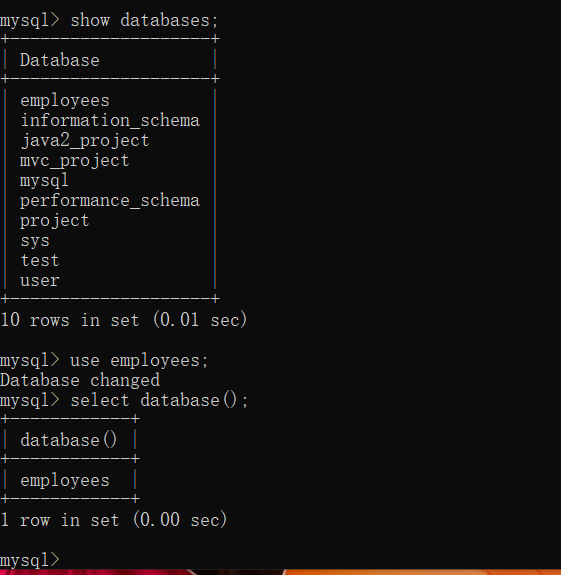 mysql> show databases;
+--------------------+
| Database           |
+--------------------+
| employees          |
| information_schema |
| java2_project      |
| mvc_project        |
| mysql              |
| performance_schema |
| project            |
| sys                |
| test               |
| user               |
+--------------------+
10 rows in set (0.01 sec)
mysql> use employees;
Database changed
mysql> select database();
+------------+
| database() |
+------------+
| employees  |
+------------+
1 row in set (0.00 sec)
mysql>